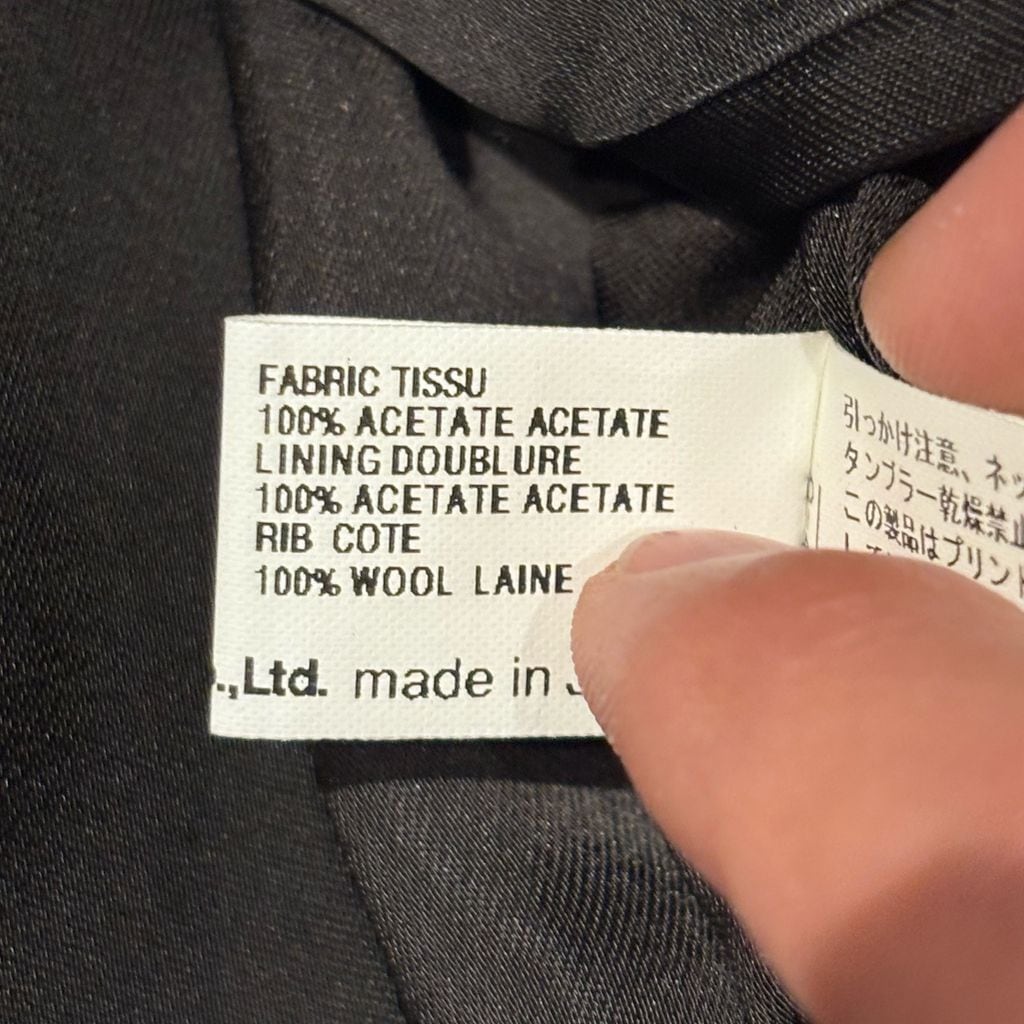 FABRIC TISSU
100% ACETATE ACETATE
LINING DOUBLURE
100% ACETATE ACETATE
RIB COTE
100% WOOL LAINE
.,Ltd. made in
引っかけ注意、ネッ
タンブラー乾燥禁止
この製品はプリント